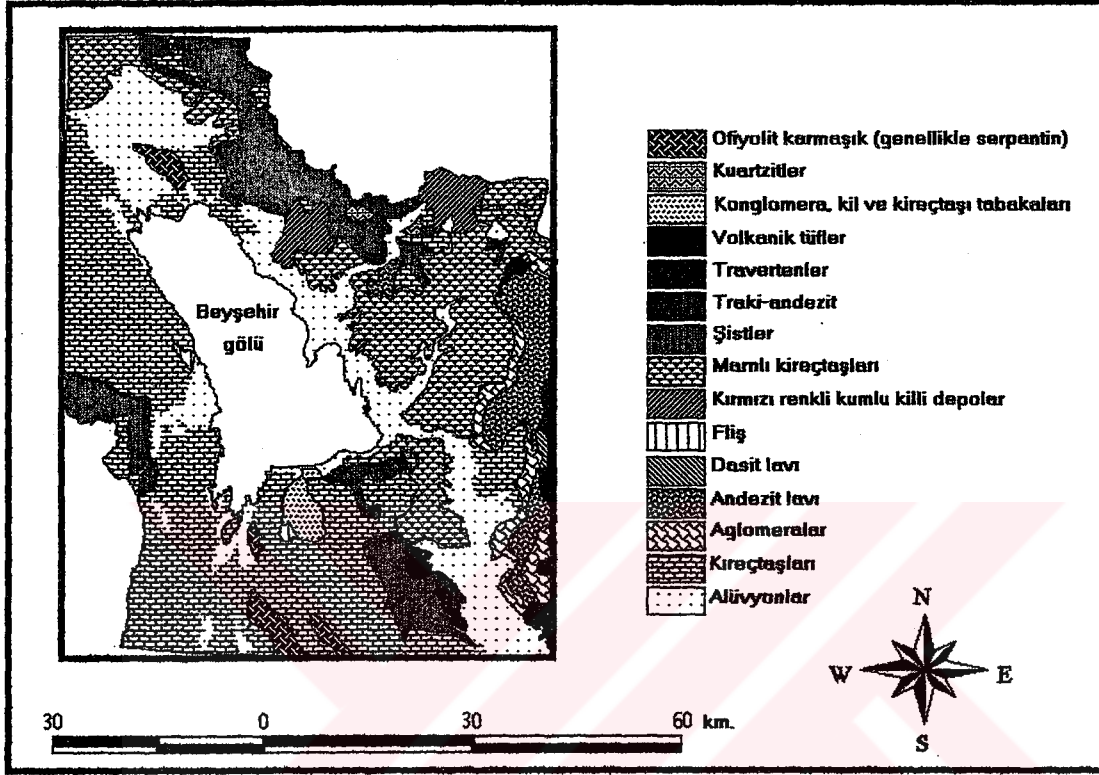 Beyşehir
gölü
Ofiyolit karmaşık (genellikle serpantin)
Kuartzitler
Konglomera, kil ve kireçtaşı tabakaları
Volkanik tüfler
Travertenler
Traki-andezit
Şistler
Marnlı kireçtaşları
Kırmızı renkli kumlu killi depolar
Fliş
Dasit lavı
Andezit lavı
Aglomeralar
Kireçtaşları
Alüvyonlar
N
W E
S
30 0 30 60 km.